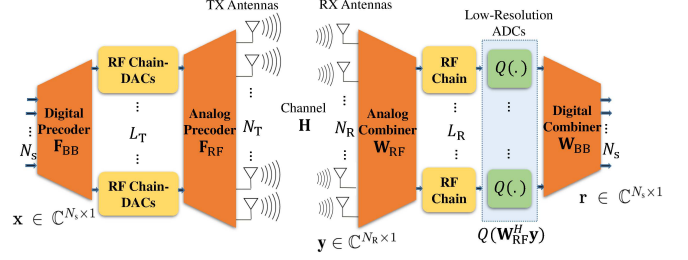 TX Antennas
RX Antennas
Low-Resolution
ADCs
RF Chain-
DACs
RF
Chain
Q(.)
Digital
Precoder
F_BB
N_s
⋮
L_T
⋮
Analog
Precoder
F_RF
⋮
N_T
⋮
Channel
H
⋮
N_R
⋮
Analog
Combiner
W_RF
⋮
L_R
⋮
⋮
⋮
Digital
Combiner
W_BB
⋮
N_s
RF Chain-
DACs
RF
Chain
Q(.)
x ∈ ℂ^{N_s×1}
y ∈ ℂ^{N_R×1}
Q(W_RF^H y)
r ∈ ℂ^{N_s×1}